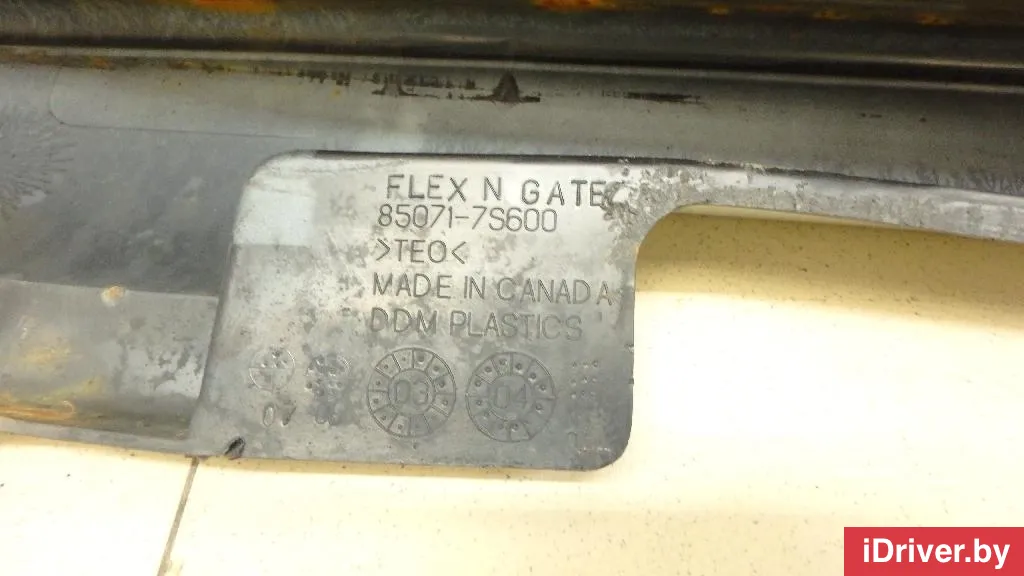 FLEX N GATE
85071-7S600
>TEO<
MADE IN CANADA
DDM PLASTICS
03 04
iDriver.by